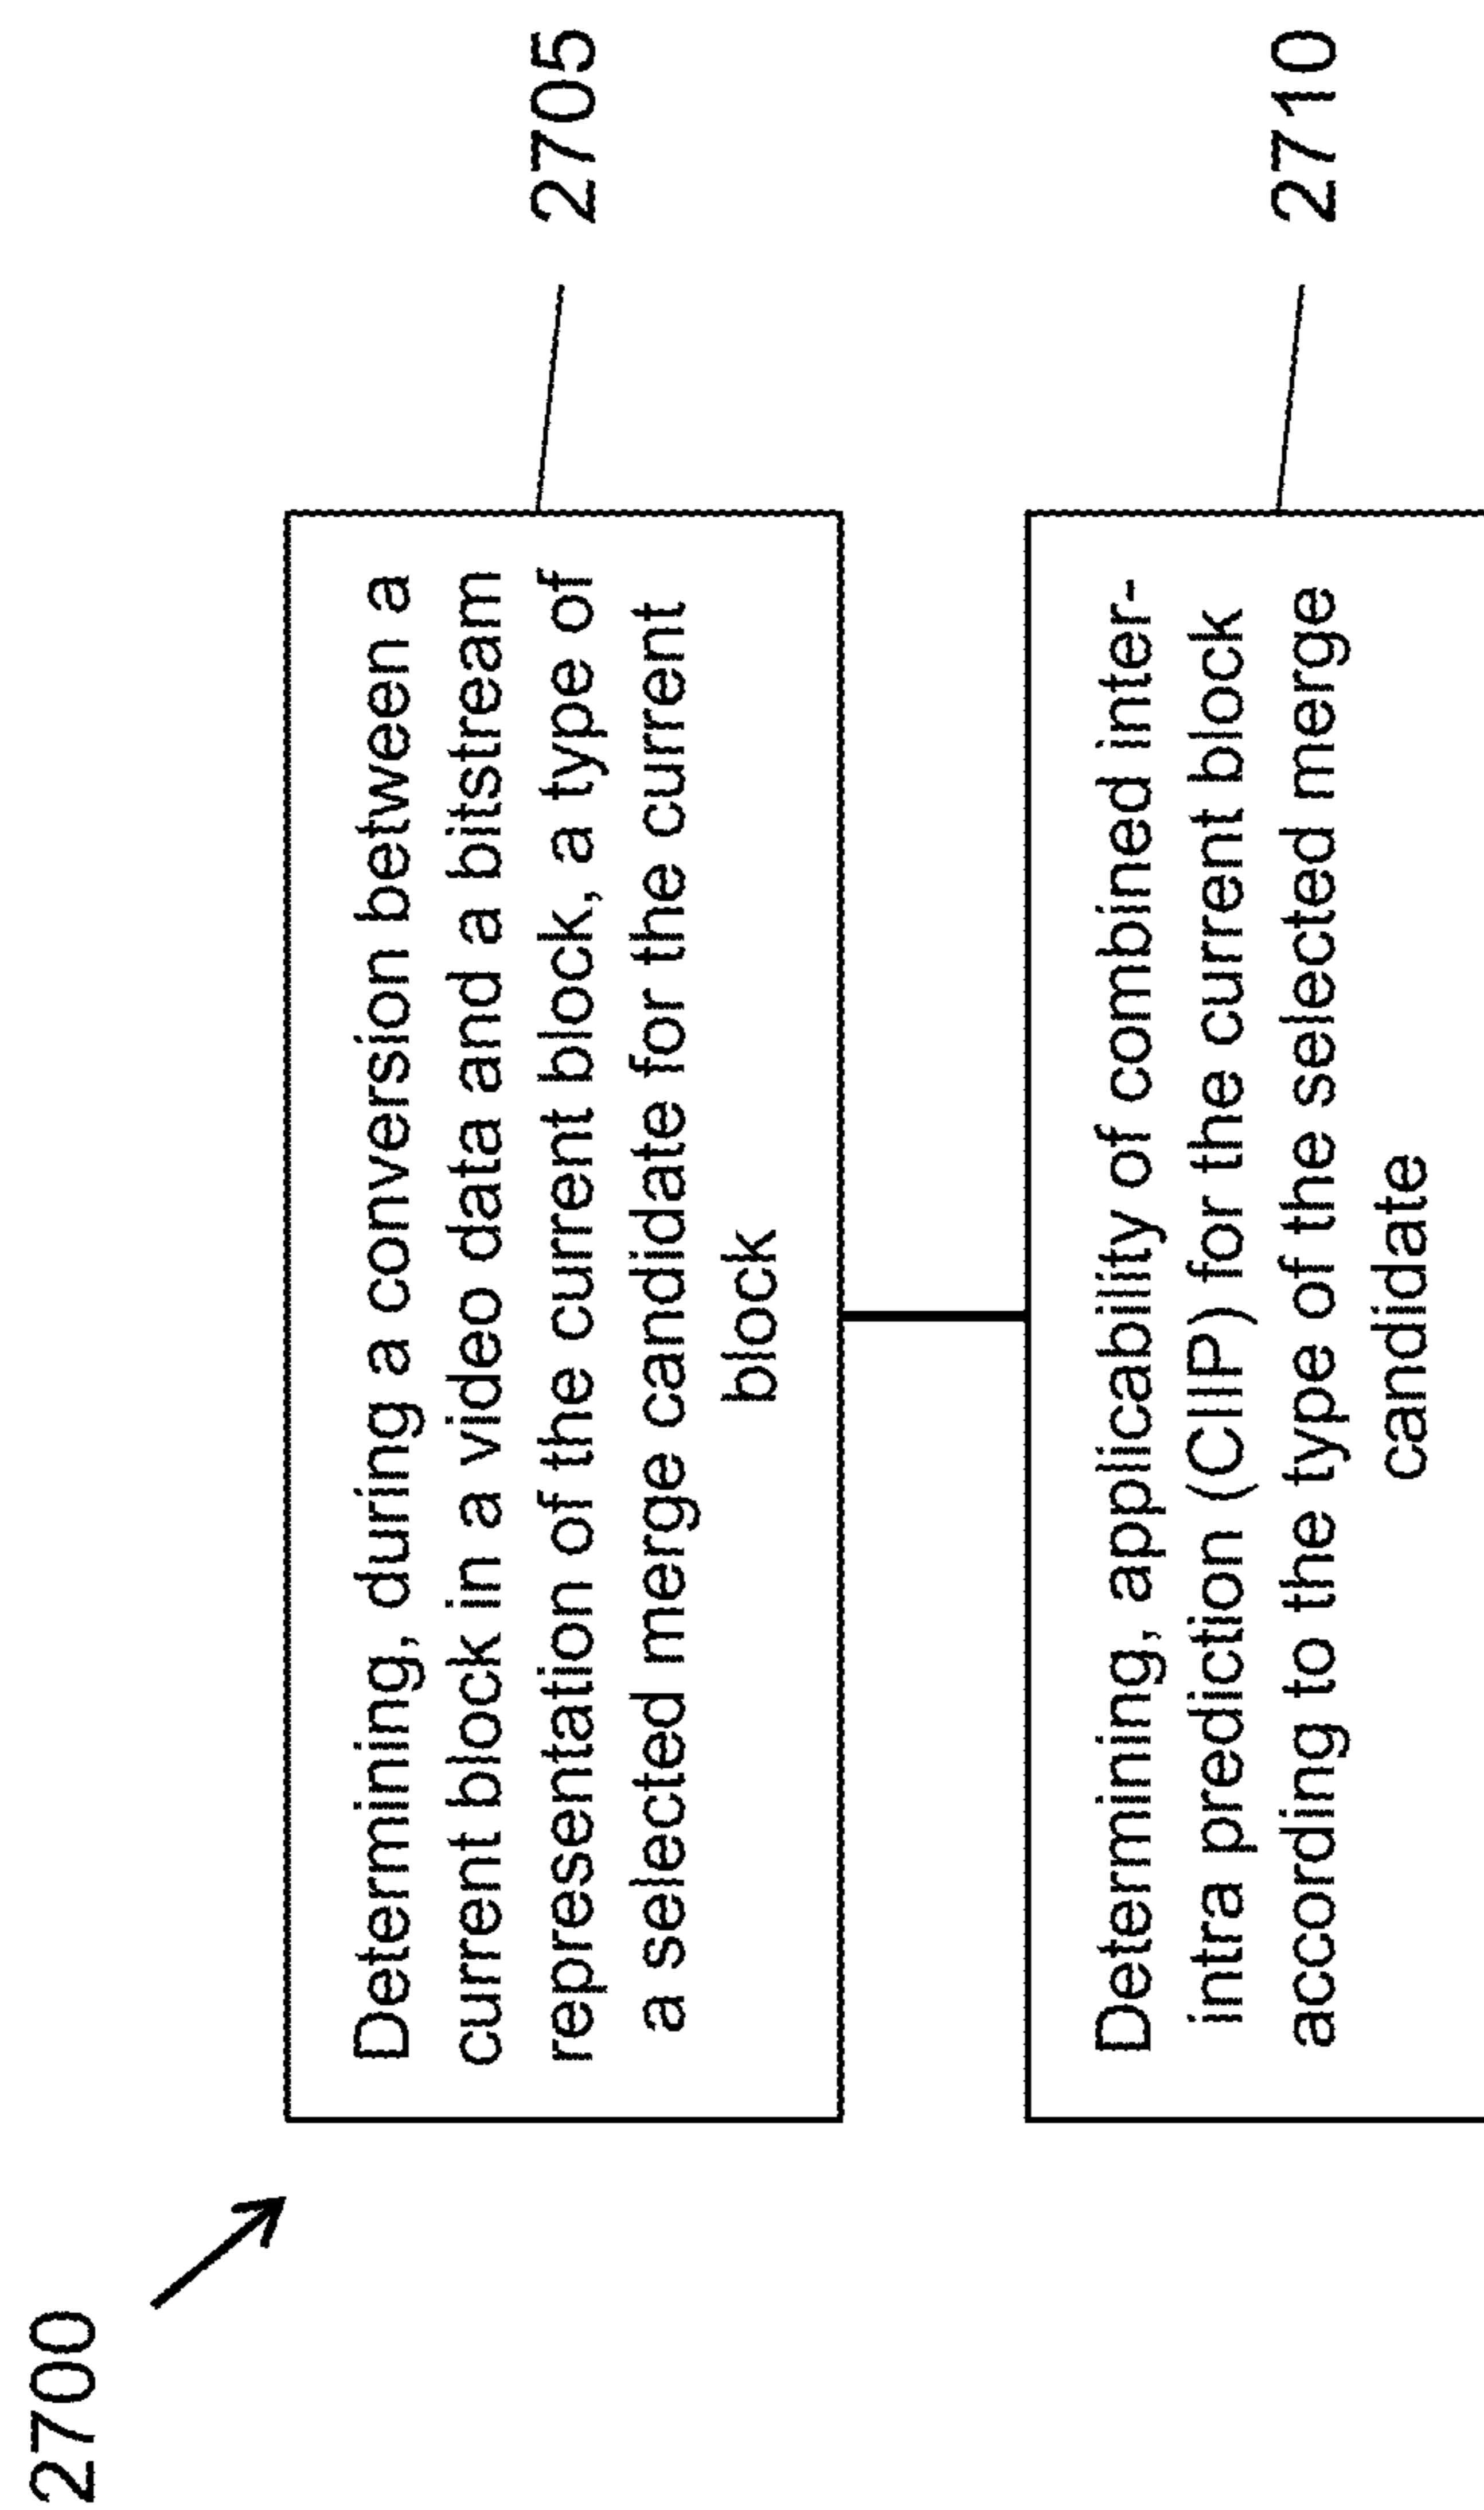 2700
Determining, during a conversion between a
current block in a video data and a bitstream
representation of the current block, a type of
a selected merge candidate for the current
block
2705
Determining, applicability of combined inter-
intra prediction (CIIP) for the current block
according to the type of the selected merge
candidate
2710